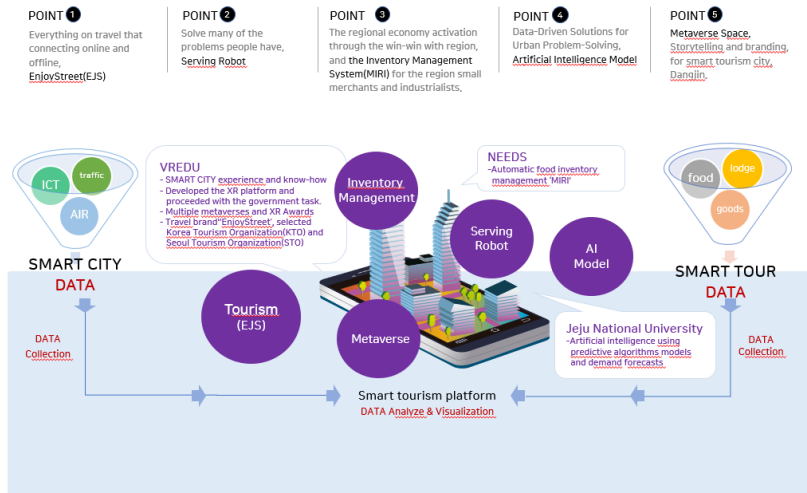 POINT 1
Everything on travel that
connecting online and
offline,
EnjoyStreet(EJS)
POINT 2
Solve many of the
problems people have,
Serving Robot
POINT 3
The regional economy activation
through the win-win with region,
and the Inventory Management
System(MIRI) for the region small
merchants and industrialists.
POINT 4
Data-Driven Solutions for
Urban Problem-Solving,
Artificial Intelligence Model
POINT 5
Metaverse Space,
Storytelling and branding,
for smart tourism city,
Dangjin.
ICT
traffic
AIR
SMART CITY
DATA
DATA
Collection
VREDU
- SMART CITY experience and know-how
- Developed the XR platform and
proceeded with the government task.
- Multiple metaverses and XR Awards
- Travel brand"EnjoyStreet', selected
Korea Tourism Organization(KTO) and
Seoul Tourism Organization(STO)
Inventory
Management
NEEDS
-Automatic food inventory
management 'MIRI'
Serving
Robot
AI
Model
Tourism
(EJS)
Metaverse
Jeju National University
-Artificial intelligence using
predictive algorithms models
and demand forecasts
food
lodge
goods
SMART TOUR
DATA
DATA
Collection
Smart tourism platform
DATA Analyze & Visualization